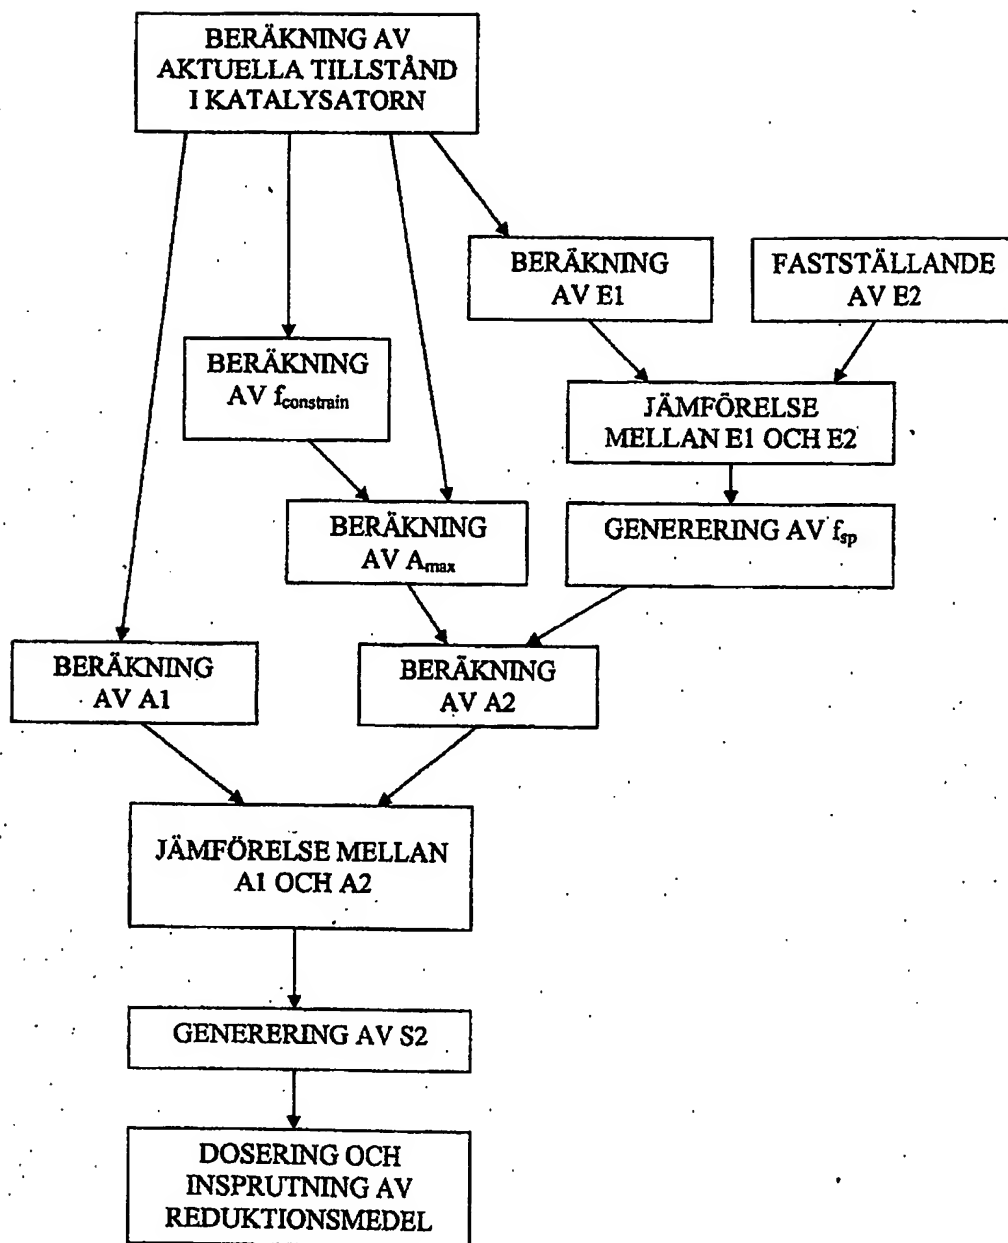 BERÄKNING AV
AKTUELLA TILLSTÅND
I KATALYSATORN
BERÄKNING
AV E1
FASTSTÄLLANDE
AV E2
BERÄKNING
AV fconstrain
JÄMFÖRELSE
MELLAN E1 OCH E2
BERÄKNING
AV Amax
GENERERING AV fsp
BERÄKNING
AV A1
BERÄKNING
AV A2
JÄMFÖRELSE MELLAN
A1 OCH A2
GENERERING AV S2
DOSERING OCH
INSPRUTNING AV
REDUKTIONSMEDEL